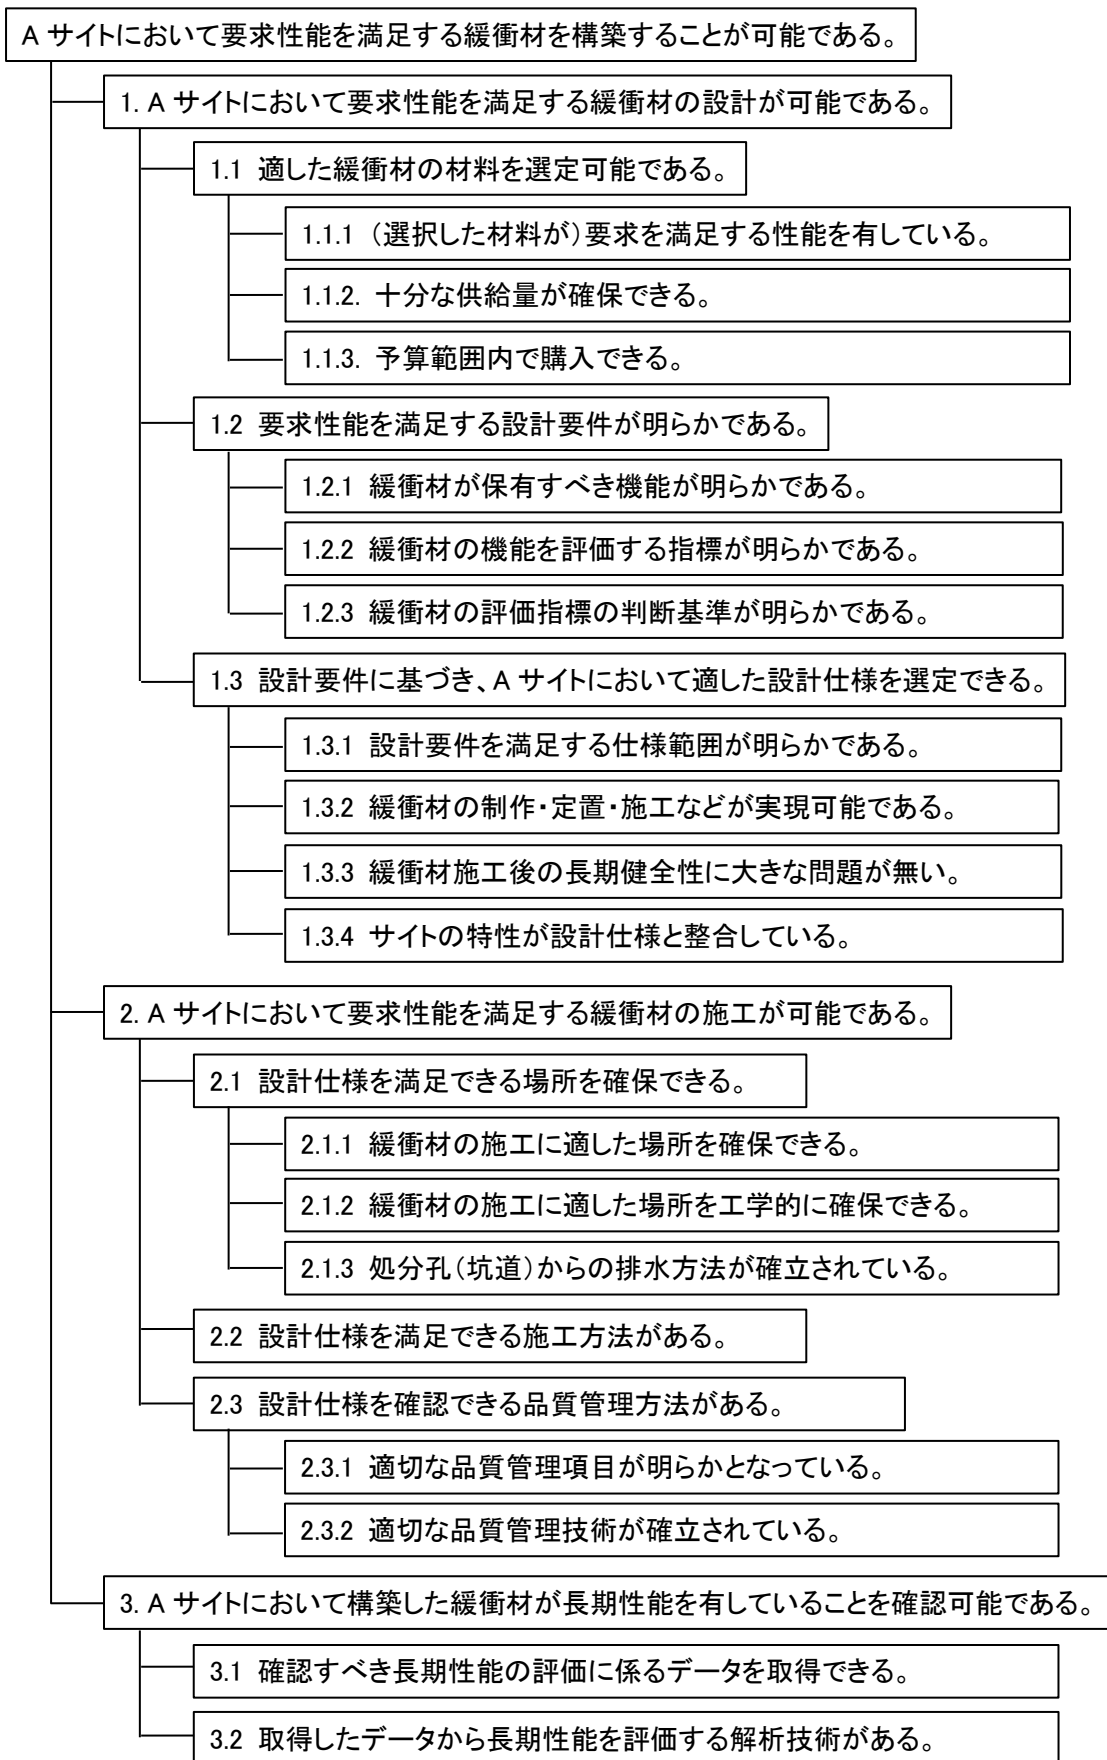 A サイトにおいて要求性能を満足する緩衝材を構築することが可能である。
1. A サイトにおいて要求性能を満足する緩衝材の設計が可能である。
1.1 適した緩衝材の材料を選定可能である。
1.1.1 （選択した材料が）要求を満足する性能を有している。
1.1.2. 十分な供給量が確保できる。
1.1.3. 予算範囲内で購入できる。
1.2 要求性能を満足する設計要件が明らかである。
1.2.1 緩衝材が保有すべき機能が明らかである。
1.2.2 緩衝材の機能を評価する指標が明らかである。
1.2.3 緩衝材の評価指標の判断基準が明らかである。
1.3 設計要件に基づき、A サイトにおいて適した設計仕様を選定できる。
1.3.1 設計要件を満足する仕様範囲が明らかである。
1.3.2 緩衝材の制作・定置・施工などが実現可能である。
1.3.3 緩衝材施工後の長期健全性に大きな問題が無い。
1.3.4 サイトの特性が設計仕様と整合している。
2. A サイトにおいて要求性能を満足する緩衝材の施工が可能である。
2.1 設計仕様を満足できる場所を確保できる。
2.1.1 緩衝材の施工に適した場所を確保できる。
2.1.2 緩衝材の施工に適した場所を工学的に確保できる。
2.1.3 処分孔（坑道）からの排水方法が確立されている。
2.2 設計仕様を満足できる施工方法がある。
2.3 設計仕様を確認できる品質管理方法がある。
2.3.1 適切な品質管理項目が明らかとなっている。
2.3.2 適切な品質管理技術が確立されている。
3. A サイトにおいて構築した緩衝材が長期性能を有していることを確認可能である。
3.1 確認すべき長期性能の評価に係るデータを取得できる。
3.2 取得したデータから長期性能を評価する解析技術がある。